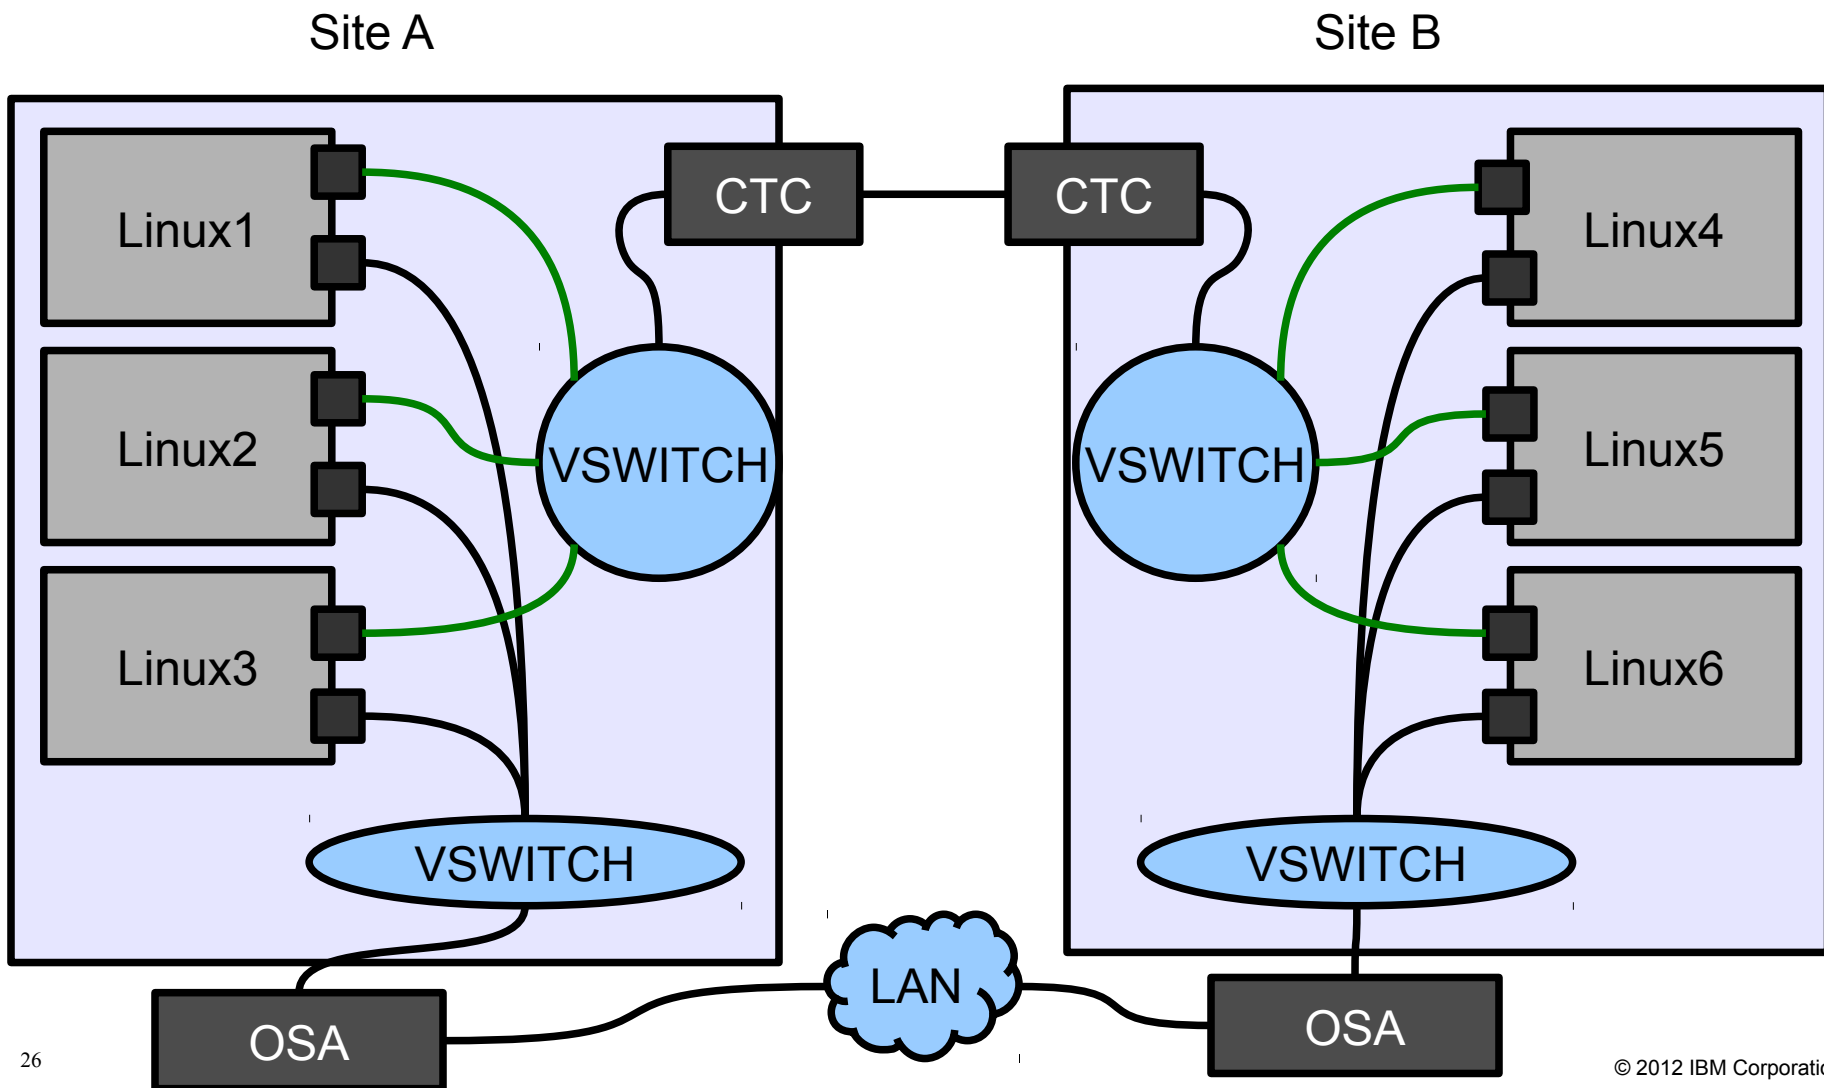 Site A
Site B
Linux1
CTC
CTC
Linux4
Linux2
VSWITCH
VSWITCH
Linux5
Linux3
Linux6
VSWITCH
VSWITCH
LAN
OSA
OSA
26
© 2012 IBM Corporatio